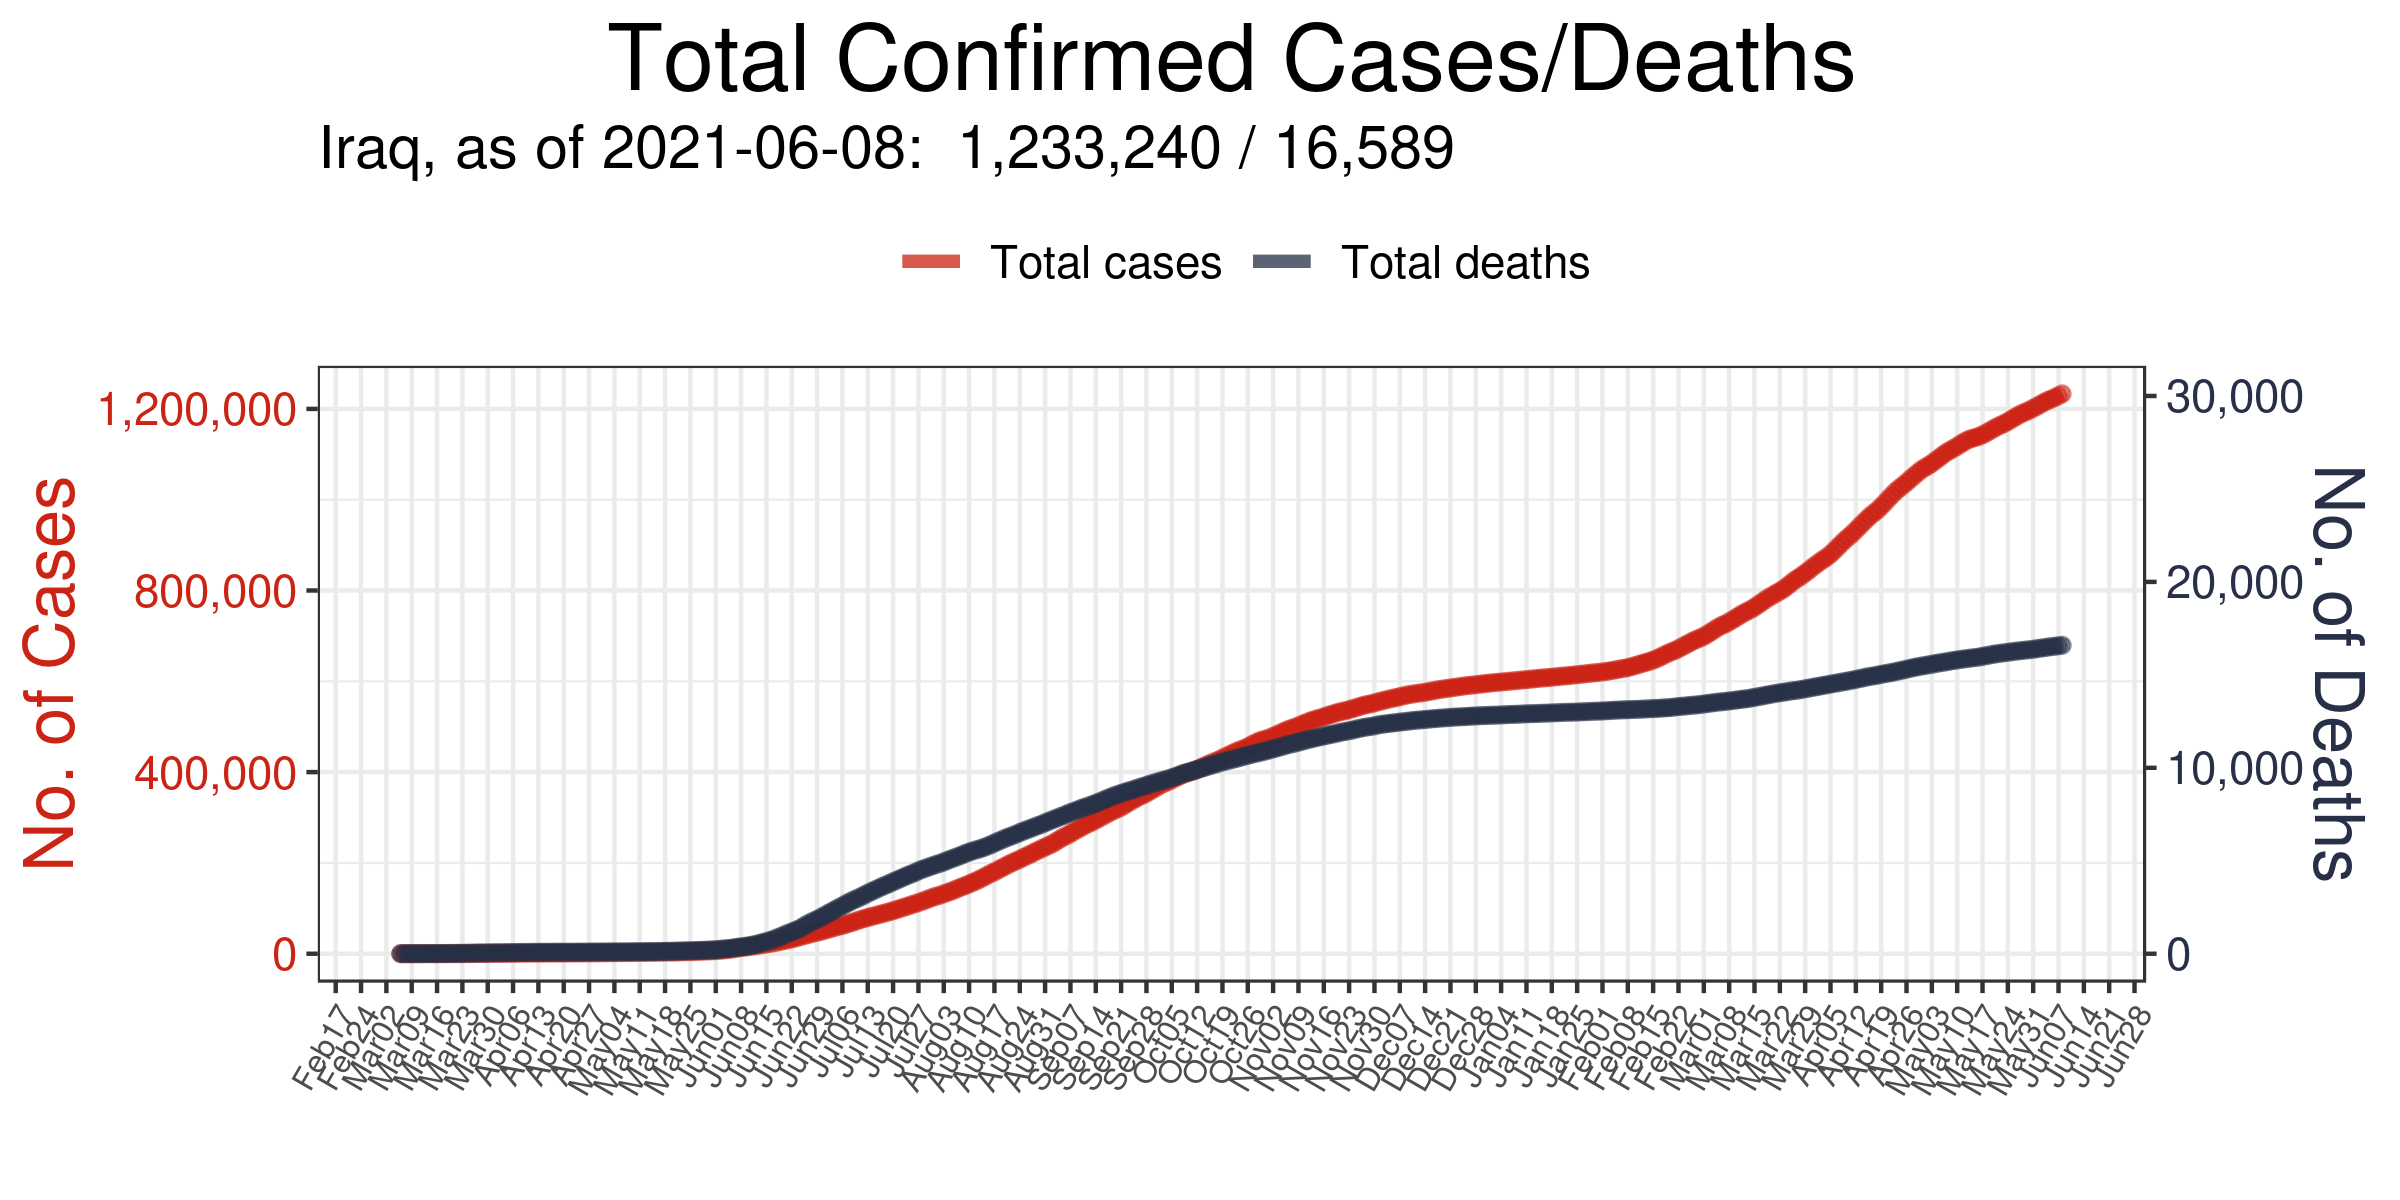 Total Confirmed Cases/Deaths
Iraq, as of 2021-06-08:  1,233,240 / 16,589
Total cases
Total deaths
No. of Cases
1,200,000
800,000
400,000
0
30,000
20,000
10,000
0
No. of Deaths
Feb17
Feb24
Mar02
Mar09
Mar16
Mar23
Mar30
Apr06
Apr13
Apr20
Apr27
May04
May11
May18
May25
Jun01
Jun08
Jun15
Jun22
Jun29
Jul06
Jul13
Jul20
Jul27
Aug03
Aug10
Aug17
Aug24
Aug31
Sep07
Sep14
Sep21
Sep28
Oct05
Oct12
Oct19
Oct26
Nov02
Nov09
Nov16
Nov23
Nov30
Dec07
Dec14
Dec21
Dec28
Jan04
Jan11
Jan18
Jan25
Feb01
Feb08
Feb15
Feb22
Mar01
Mar08
Mar15
Mar22
Mar29
Apr05
Apr12
Apr19
Apr26
May03
May10
May17
May24
May31
Jun07
Jun14
Jun21
Jun28